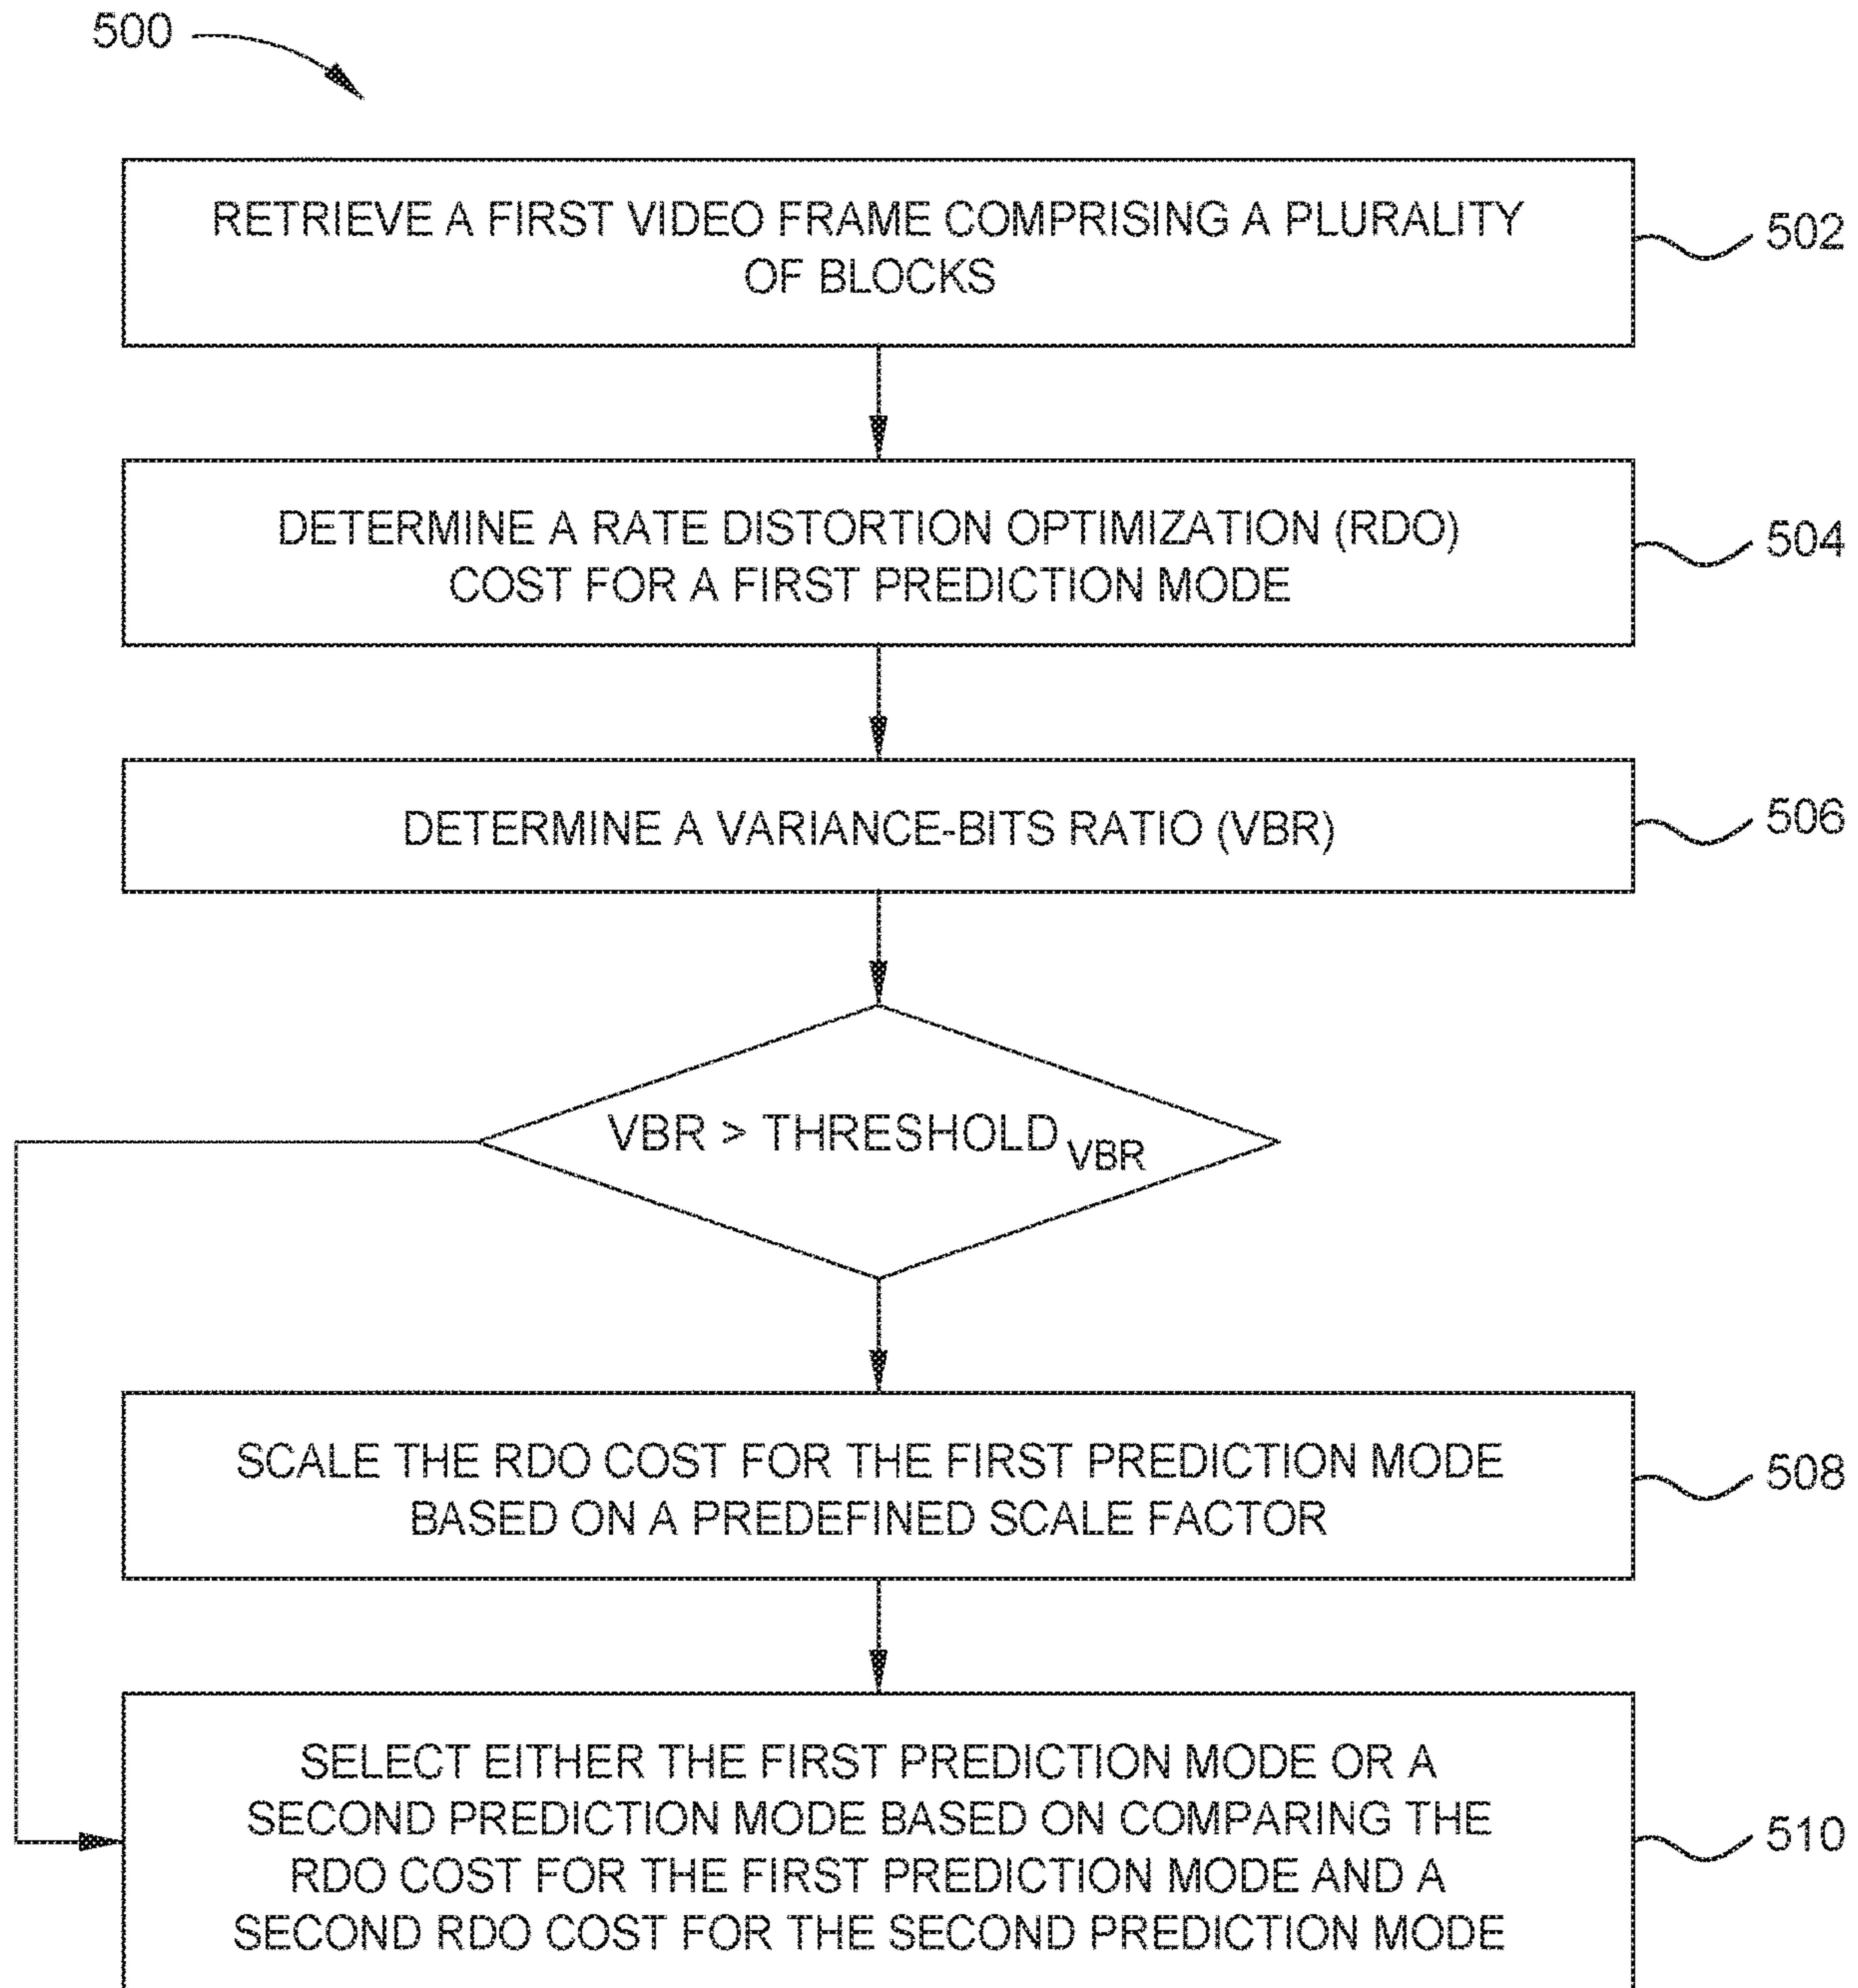 500
RETRIEVE A FIRST VIDEO FRAME COMPRISING A PLURALITY
OF BLOCKS
502
DETERMINE A RATE DISTORTION OPTIMIZATION (RDO)
COST FOR A FIRST PREDICTION MODE
504
DETERMINE A VARIANCE-BITS RATIO (VBR)
506
VBR > THRESHOLD VBR
SCALE THE RDO COST FOR THE FIRST PREDICTION MODE
BASED ON A PREDEFINED SCALE FACTOR
508
SELECT EITHER THE FIRST PREDICTION MODE OR A
SECOND PREDICTION MODE BASED ON COMPARING THE
RDO COST FOR THE FIRST PREDICTION MODE AND A
SECOND RDO COST FOR THE SECOND PREDICTION MODE
510